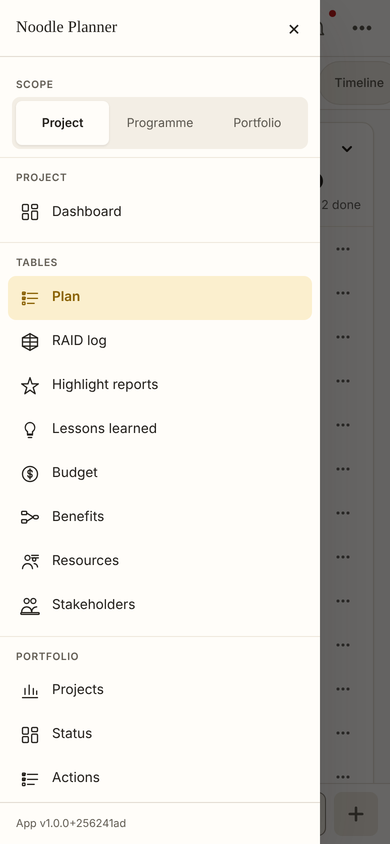 Noodle Planner
SCOPE
Project Programme Portfolio
PROJECT
Dashboard
TABLES
Plan
RAID log
Highlight reports
Lessons learned
Budget
Benefits
Resources
Stakeholders
PORTFOLIO
Projects
Status
Actions
App v1.0.0+256241ad
Timeline
2 done